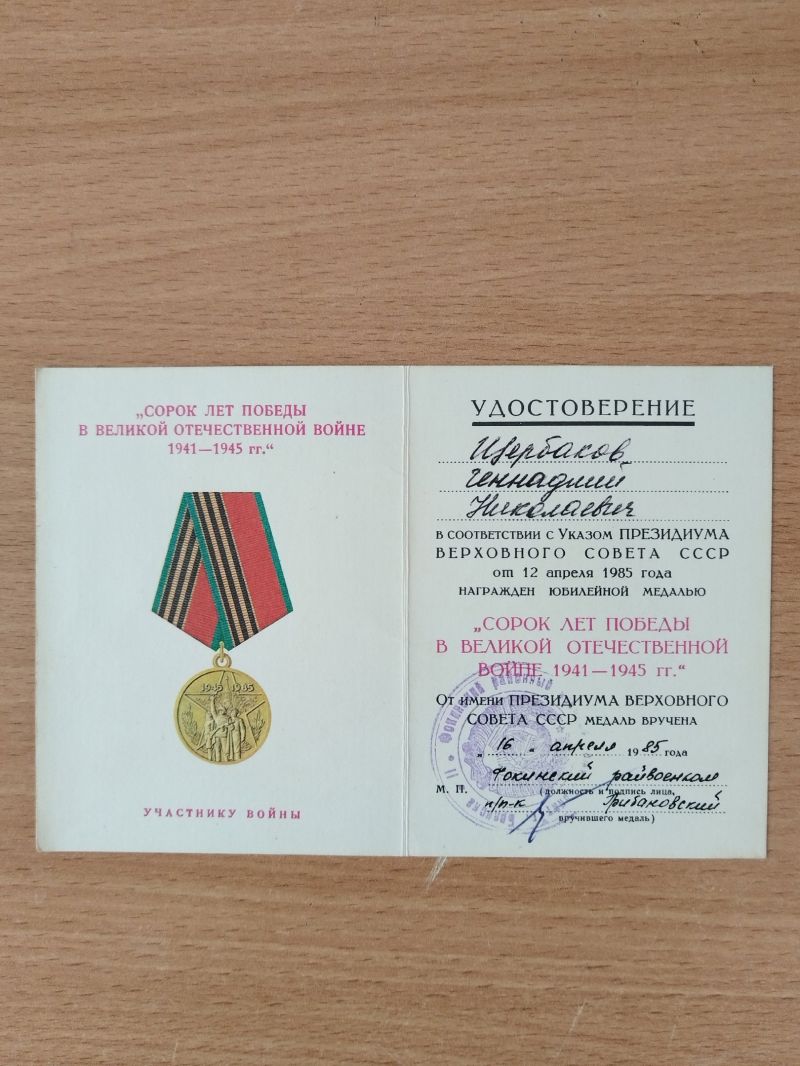 „СОРОК ЛЕТ ПОБЕДЫ
В ВЕЛИКОЙ ОТЕЧЕСТВЕННОЙ ВОЙНЕ
1941—1945 гг.“
1945 1985
УЧАСТНИКУ ВОЙНЫ
УДОСТОВЕРЕНИЕ
Щербаков
Геннадий
Николаевич
В СООТВЕТСТВИИ С УКАЗОМ ПРЕЗИДИУМА
ВЕРХОВНОГО СОВЕТА СССР
от 12 апреля 1985 года
НАГРАЖДЕН ЮБИЛЕЙНОЙ МЕДАЛЬЮ
„СОРОК ЛЕТ ПОБЕДЫ
В ВЕЛИКОЙ ОТЕЧЕСТВЕННОЙ
ВОЙНЕ 1941—1945 гг.“
ОТ ИМЕНИ ПРЕЗИДИУМА ВЕРХОВНОГО
СОВЕТА СССР МЕДАЛЬ ВРУЧЕНА
„16„ апреля 1985 года
Фокинский райвоенком
М. П. (должность и подпись лица,
п/п-к Грибановский
вручившего медаль)